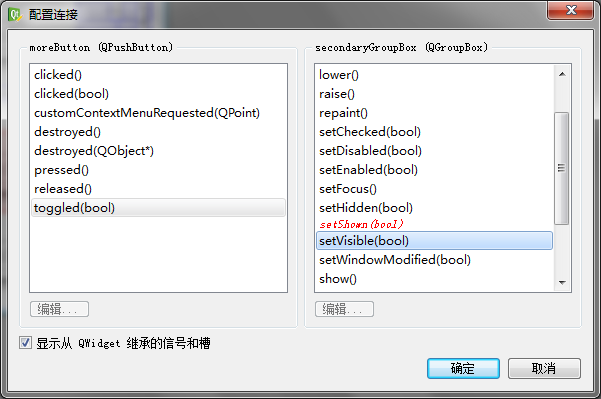 配置连接
moreButton (QPushButton)
clicked()
clicked(bool)
customContextMenuRequested(QPoint)
destroyed()
destroyed(QObject*)
pressed()
released()
toggled(bool)
编辑...
secondaryGroupBox (QGroupBox)
lower()
raise()
repaint()
setChecked(bool)
setDisabled(bool)
setEnabled(bool)
setFocus()
setHidden(bool)
setShown(bool)
setVisible(bool)
setWindowModified(bool)
show()
编辑...
显示从 QWidget 继承的信号和槽
确定
取消